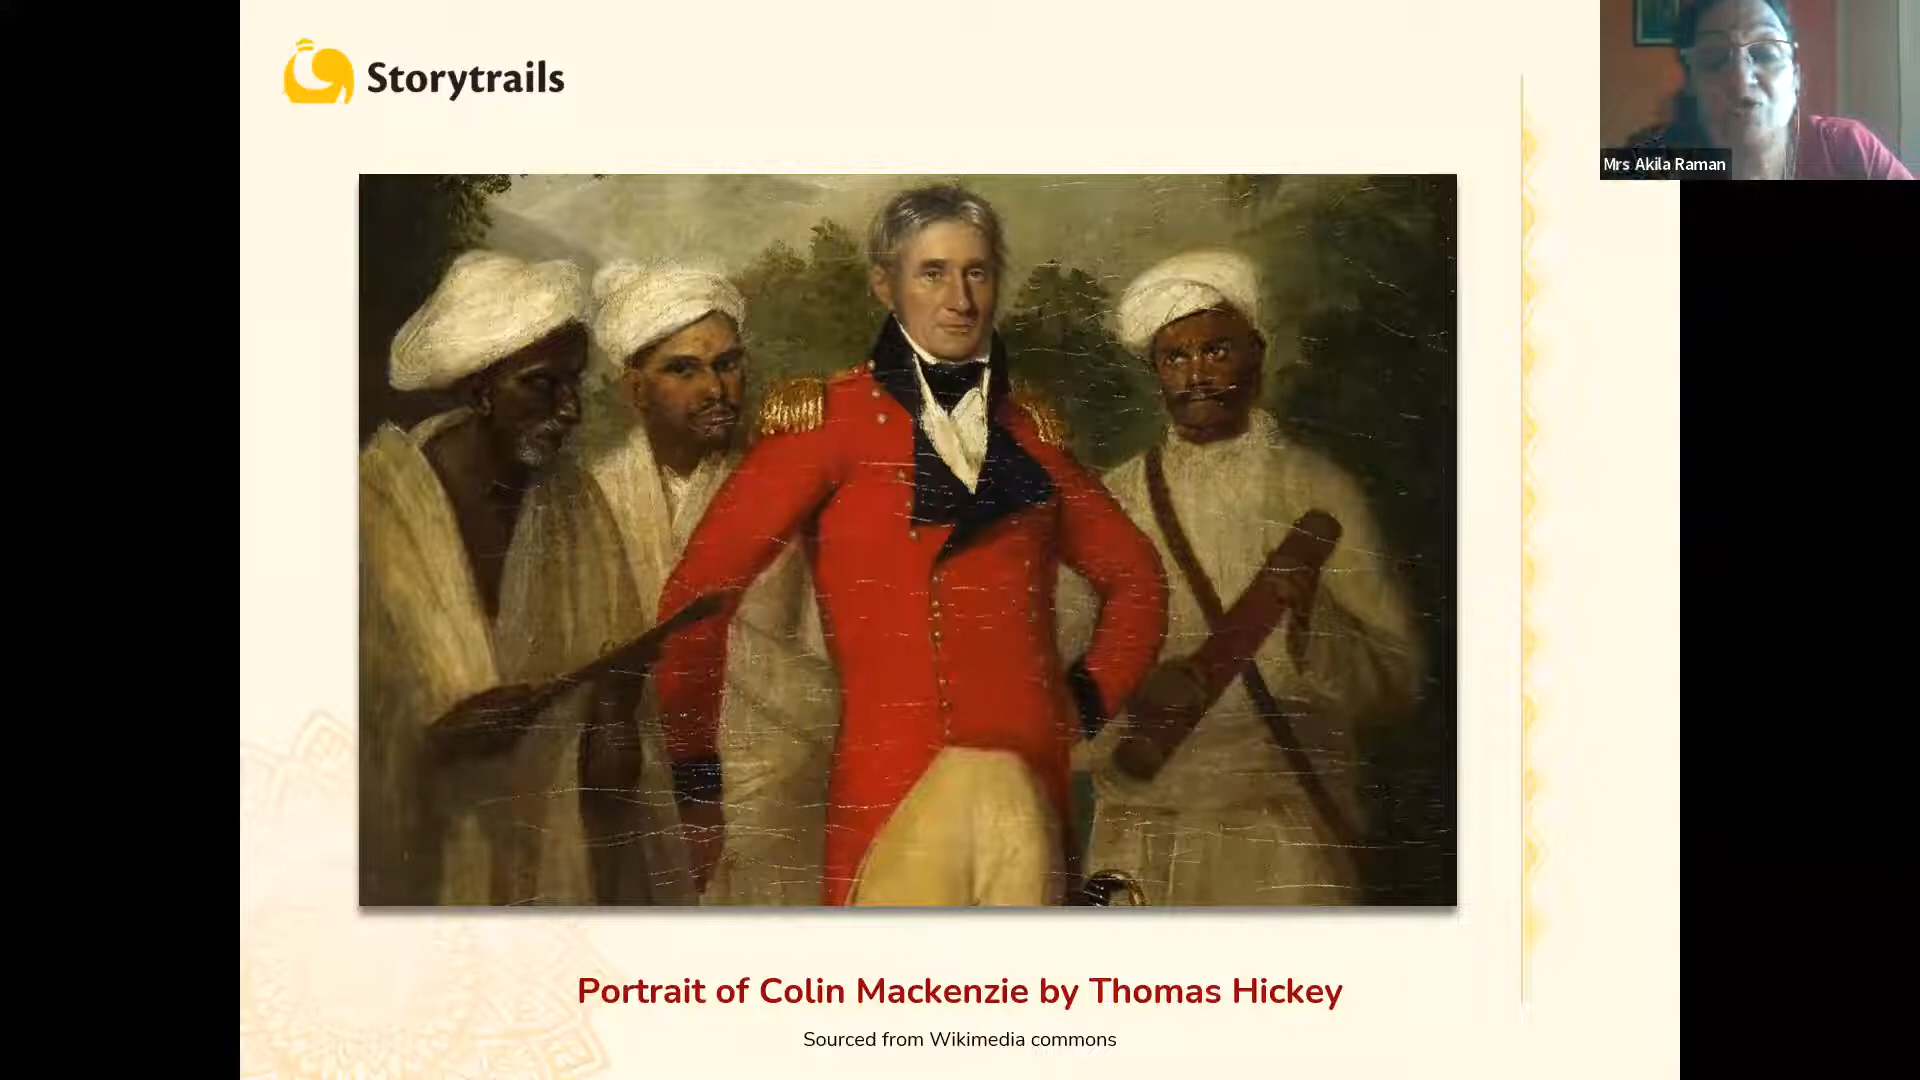 Storytrails
Mrs Akila Raman
Portrait of Colin Mackenzie by Thomas Hickey
Sourced from Wikimedia commons